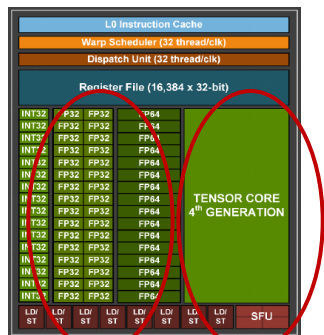 L0 Instruction Cache
Warp Scheduler (32 thread/clk)
Dispatch Unit (32 thread/clk)
Register File (16,384 x 32-bit)
INT32 FP32 FP32 FP64
INT32 FP32 FP32 FP64
INT32 FP32 FP32 FP64
INT32 FP32 FP32 FP64
INT32 FP32 FP32 FP64
INT32 FP32 FP32 FP64
INT32 FP32 FP32 FP64
INT32 FP32 FP32 FP64
TENSOR CORE
4th GENERATION
INT32 FP32 FP32 FP64
INT32 FP32 FP32 FP64
INT32 FP32 FP32 FP64
INT32 FP32 FP32 FP64
INT32 FP32 FP32 FP64
INT32 FP32 FP32 FP64
INT32 FP32 FP32 FP64
INT32 FP32 FP32 FP64
LD/ LD/ LD/ LD/ LD/ LD/ LD/ LD/
ST ST ST ST ST ST ST ST
SFU